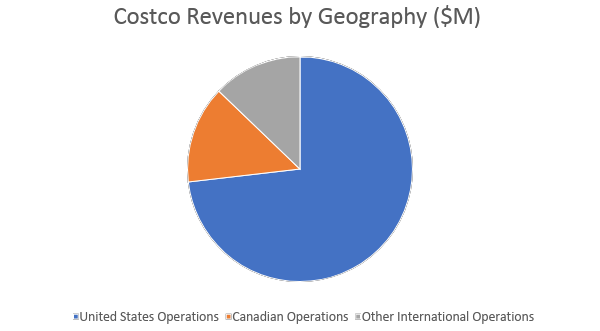 Costco Revenues by Geography ($M)
United States Operations Canadian Operations Other International Operations